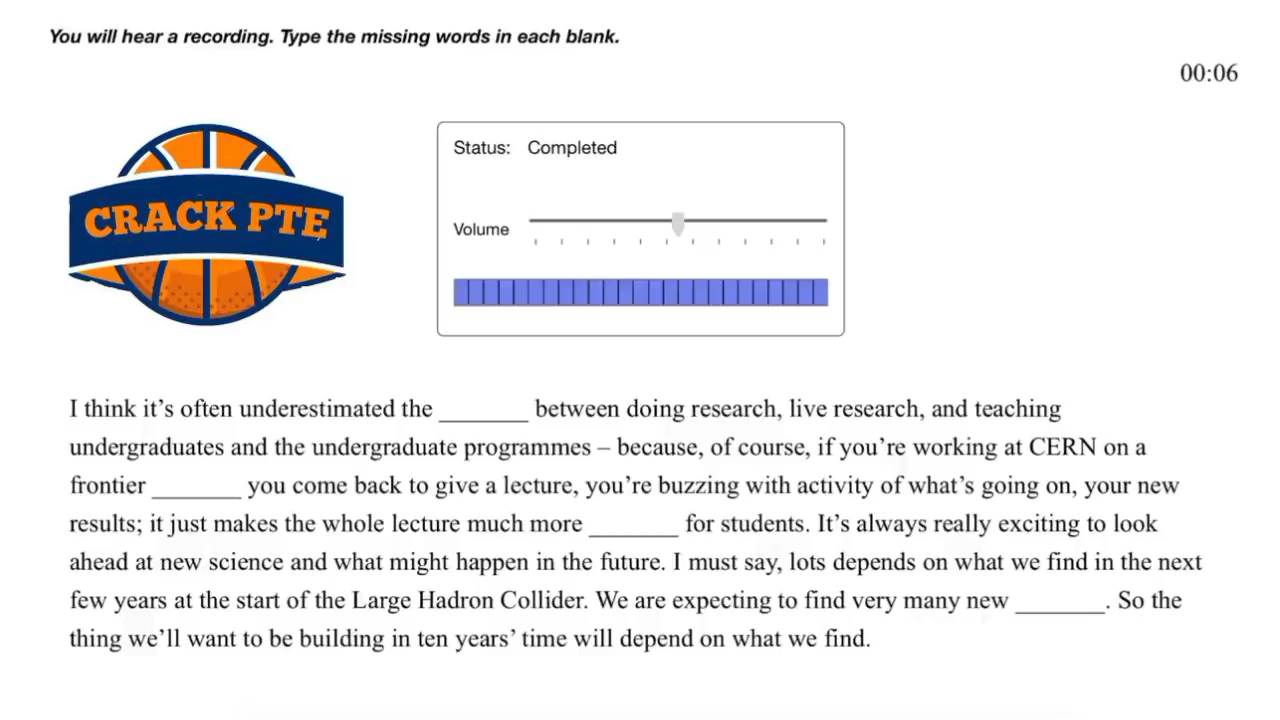 You will hear a recording. Type the missing words in each blank.
00:06
CRACK PTE
Status: Completed
Volume
I think it’s often underestimated the ________ between doing research, live research, and teaching
undergraduates and the undergraduate programmes – because, of course, if you’re working at CERN on a
frontier ________ you come back to give a lecture, you’re buzzing with activity of what’s going on, your new
results; it just makes the whole lecture much more ________ for students. It’s always really exciting to look
ahead at new science and what might happen in the future. I must say, lots depends on what we find in the next
few years at the start of the Large Hadron Collider. We are expecting to find very many new ________. So the
thing we’ll want to be building in ten years’ time will depend on what we find.